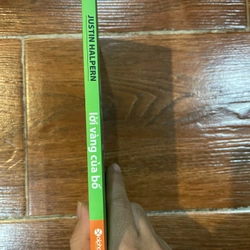 JUSTIN HALPERN
lời vàng của bố